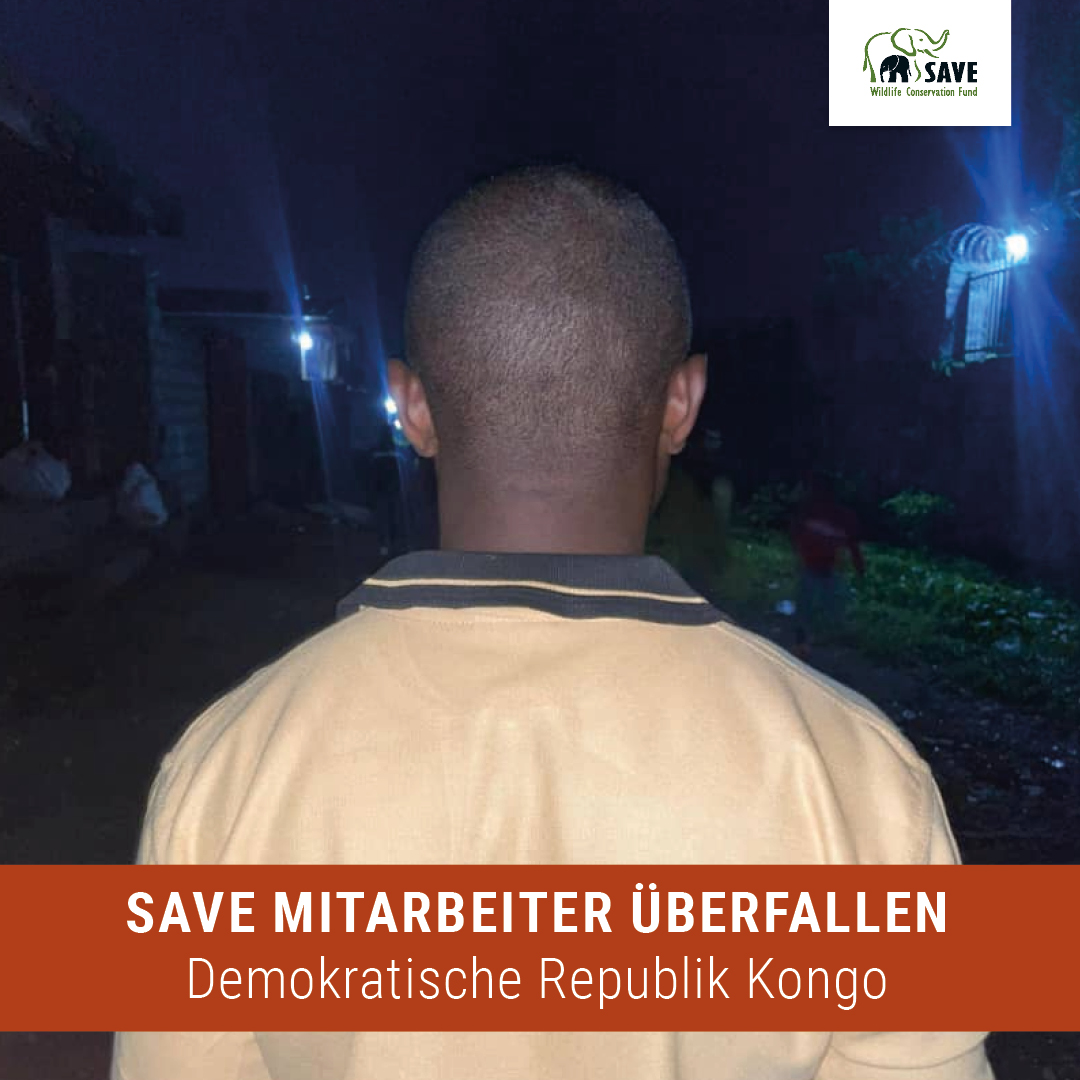 SAVE
Wildlife Conservation Fund
SAVE MITARBEITER ÜBERFALLEN
Demokratische Republik Kongo